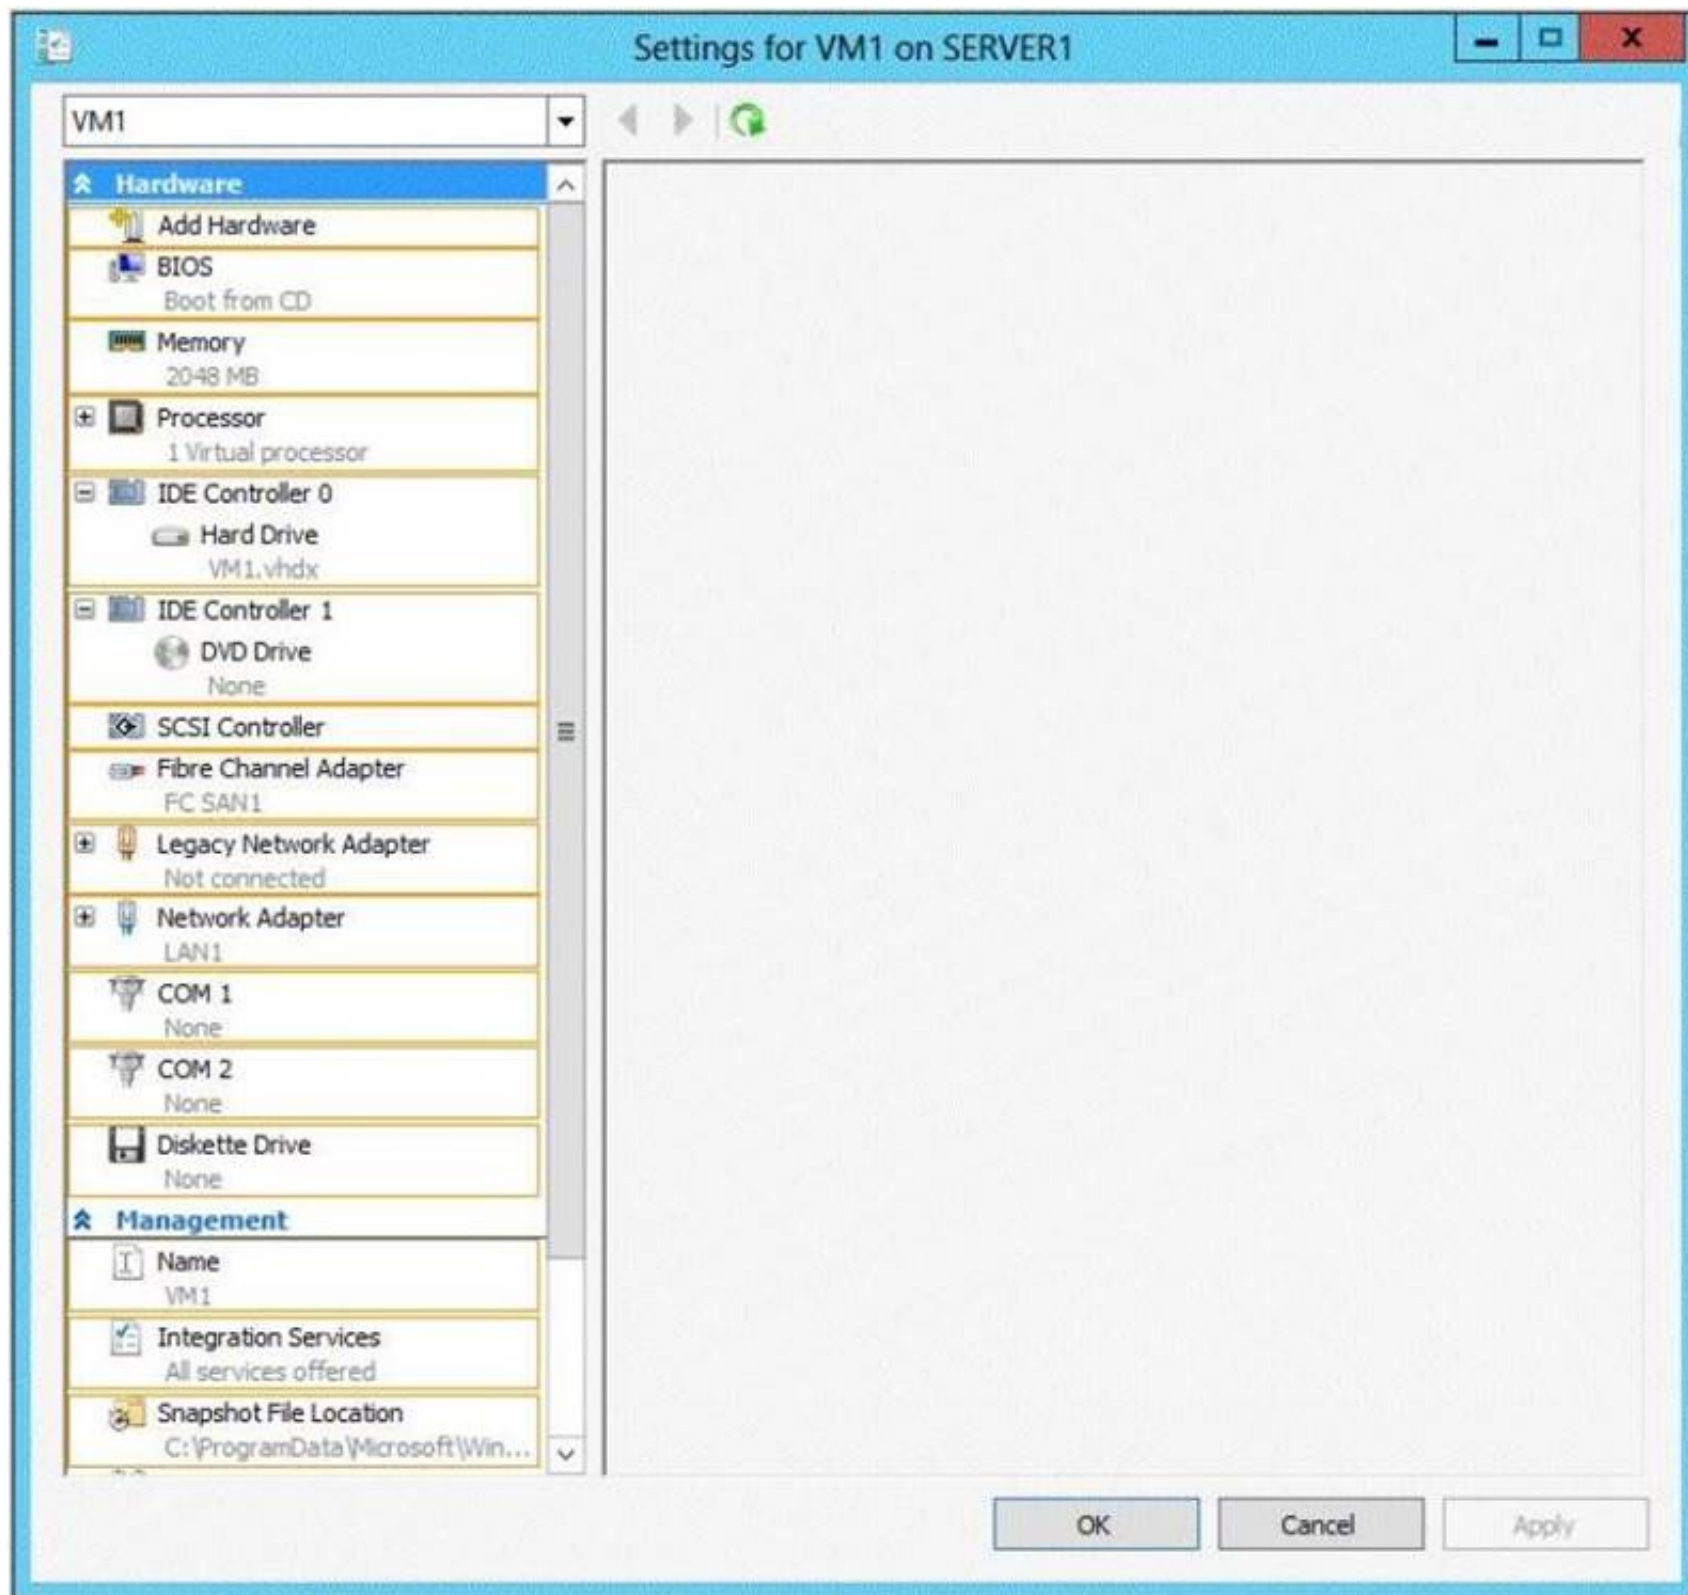 Settings for VM1 on SERVER1
VM1
Hardware
Add Hardware
BIOS
Boot from CD
Memory
2048 MB
Processor
1 Virtual processor
IDE Controller 0
Hard Drive
VM1.vhdx
IDE Controller 1
DVD Drive
None
SCSI Controller
Fibre Channel Adapter
FC SAN1
Legacy Network Adapter
Not connected
Network Adapter
LAN1
COM 1
None
COM 2
None
Diskette Drive
None
Management
Name
VM1
Integration Services
All services offered
Snapshot File Location
C:\ProgramData\Microsoft\Win...
OK Cancel Apply